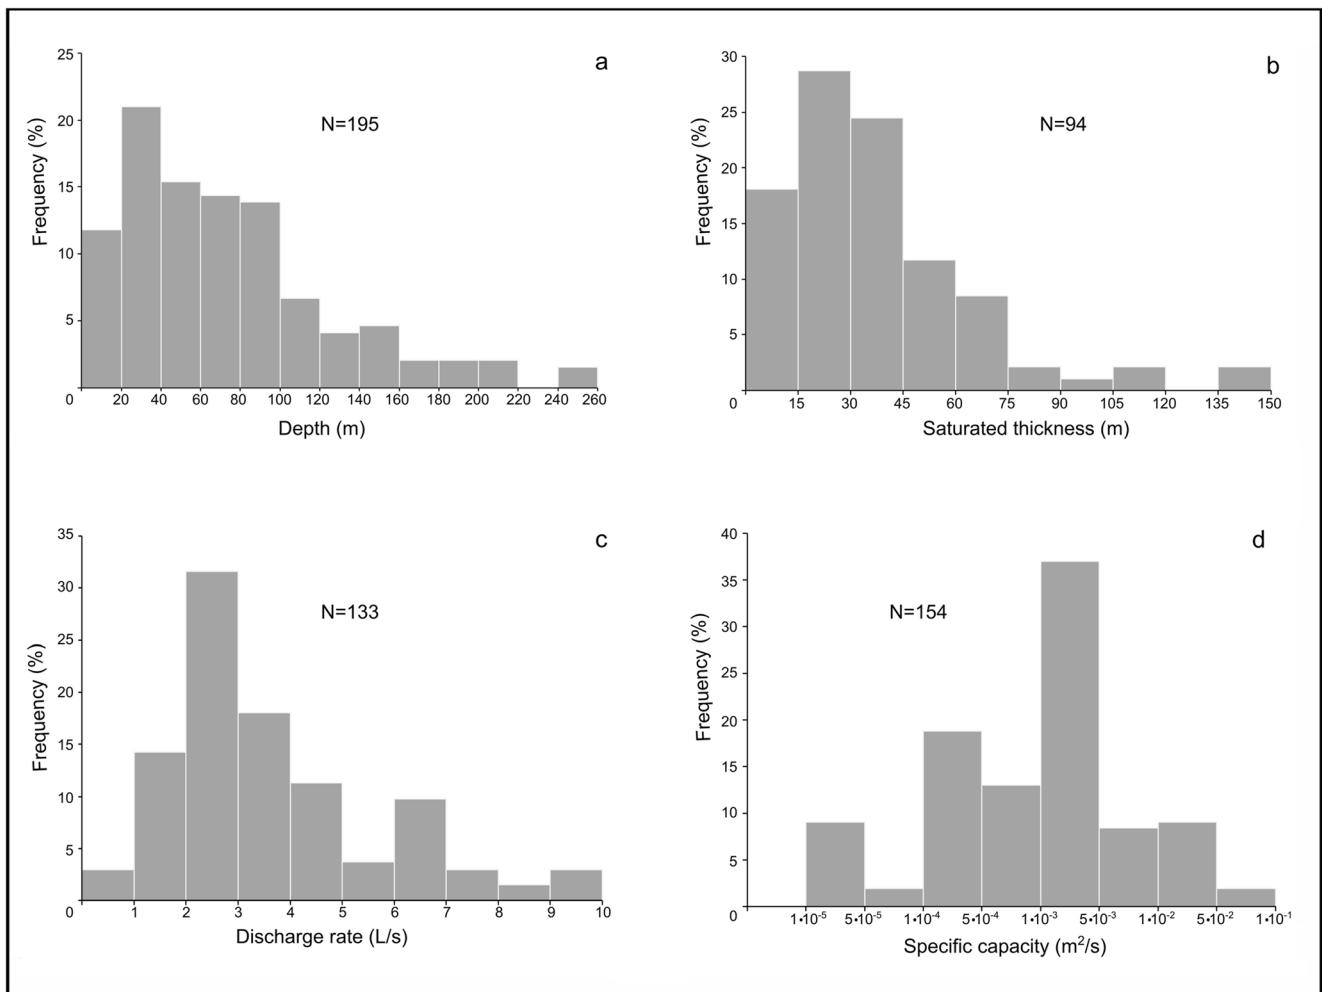 a
N=195
Frequency (%)
25
20
15
10
5
0 20 40 60 80 100 120 140 160 180 200 220 240 260
Depth (m)
b
N=94
Frequency (%)
30
25
20
15
10
5
0 15 30 45 60 75 90 105 120 135 150
Saturated thickness (m)
c
N=133
Frequency (%)
35
30
25
20
15
10
5
0 1 2 3 4 5 6 7 8 9 10
Discharge rate (L/s)
d
N=154
Frequency (%)
40
35
30
25
20
15
10
5
0 1•10⁻⁵ 5•10⁻⁵ 1•10⁻⁴ 5•10⁻⁴ 1•10⁻³ 5•10⁻³ 1•10⁻² 5•10⁻² 1•10⁻¹
Specific capacity (m²/s)